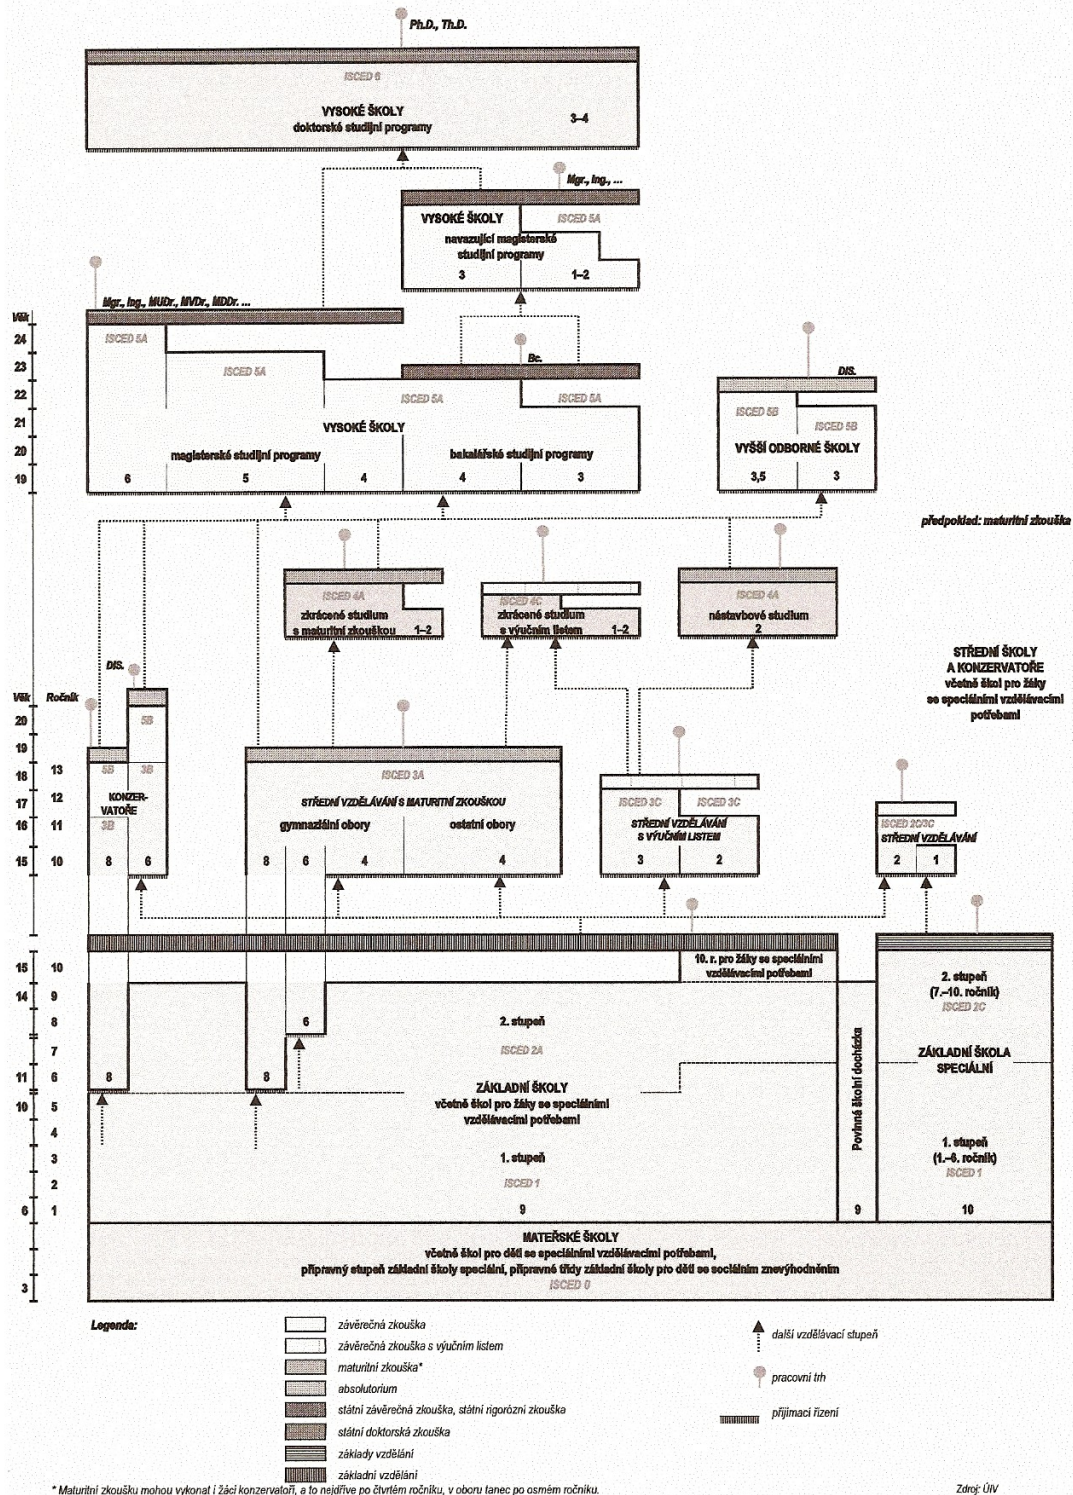 Ph.D., Th.D.
ISCED 6
VYSOKÉ ŠKOLY
doktorské studijní programy
3–4
Mgr., Ing., ...
VYSOKÉ ŠKOLY
ISCED 5A
navazující magisterské
studijní programy
3
1–2
Mgr., Ing., MUDr., MVDr., MDDr. ...
Věk
24
23
22
21
20
19
ISCED 5A
ISCED 5A
ISCED 5A
Bc.
ISCED 5A
VYSOKÉ ŠKOLY
magisterské studijní programy
bakalářské studijní programy
6
5
4
4
3
DIS.
ISCED 5B
ISCED 5B
VYŠŠÍ ODBORNÉ ŠKOLY
3,5
3
předpoklad: maturitní zkouška
ISCED 4A
zkrácené studium
s maturitní zkouškou
1–2
ISCED 4C
zkrácené studium
s výučním listem
1–2
ISCED 4A
nástavbové studium
2
STŘEDNÍ ŠKOLY
A KONZERVATOŘE
včetně škol pro žáky
se speciálními vzdělávacími
potřebami
DIS.
Věk
Ročník
20
19
18
13
17
12
16
11
15
10
5B
5B
3B
KONZER-
VATOŘE
3B
8
6
ISCED 3A
STŘEDNÍ VZDĚLÁVÁNÍ S MATURITNÍ ZKOUŠKOU
gymnaziální obory
ostatní obory
8
6
4
4
ISCED 3C
ISCED 3C
STŘEDNÍ VZDĚLÁVÁNÍ
S VÝUČNÍM LISTEM
3
2
ISCED 2C/3C
STŘEDNÍ VZDĚLÁVÁNÍ
2
1
15
10
14
9
8
7
11
6
10
5
4
3
2
6
1
3
10. r. pro žáky se speciálními
vzdělávacími potřebami
8
8
6
2. stupeň
ISCED 2A
ZÁKLADNÍ ŠKOLY
včetně škol pro žáky se speciálními
vzdělávacími potřebami
1. stupeň
ISCED 1
9
Povinná školní docházka
9
2. stupeň
(7.–10. ročník)
ISCED 2C
ZÁKLADNÍ ŠKOLA
SPECIÁLNÍ
1. stupeň
(1.–6. ročník)
ISCED 1
10
MATEŘSKÉ ŠKOLY
včetně škol pro děti se speciálními vzdělávacími potřebami,
přípravný stupeň základní školy speciální, přípravné třídy základní školy pro děti se sociálním znevýhodněním
ISCED 0
Legenda:
závěrečná zkouška
závěrečná zkouška s výučním listem
maturitní zkouška*
absolutorium
státní závěrečná zkouška, státní rigorózní zkouška
státní doktorská zkouška
základy vzdělání
základní vzdělání
další vzdělávací stupeň
pracovní trh
přijímací řízení
* Maturitní zkoušku mohou vykonat i žáci konzervatoří, a to nejdříve po čtvrtém ročníku, v oboru tanec po osmém ročníku.
Zdroj: ÚIV